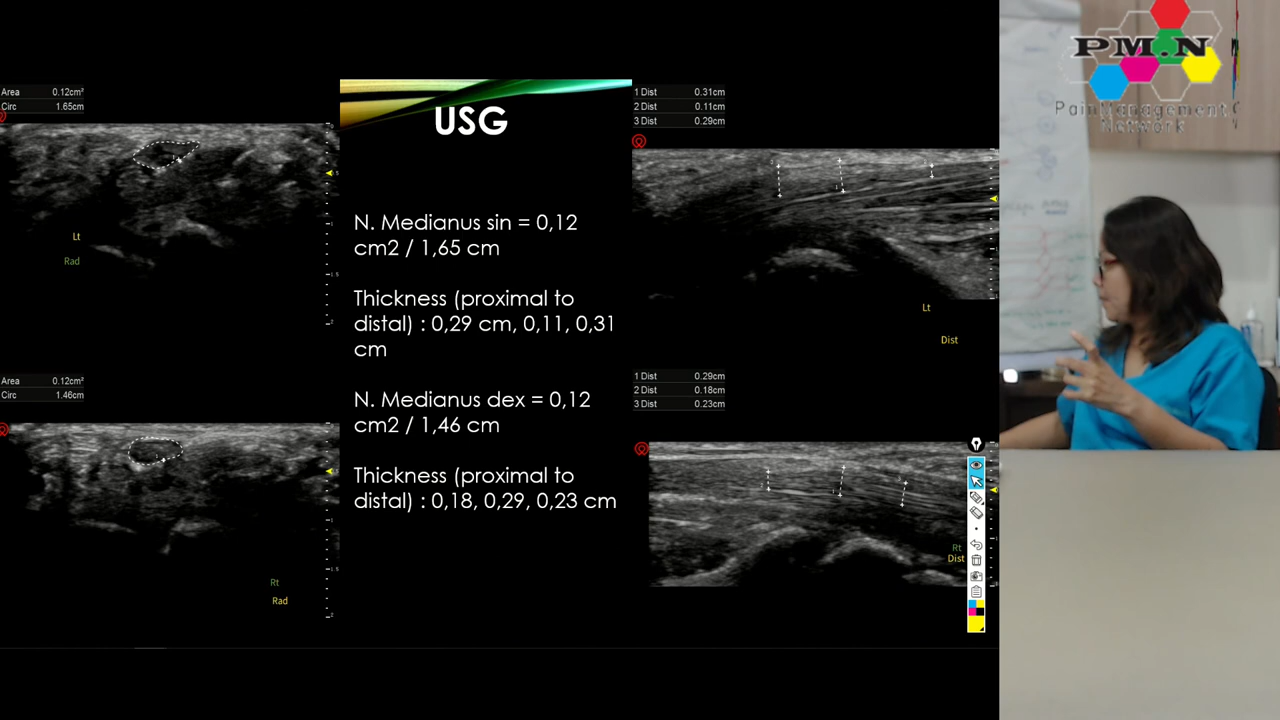 Area 0.12cm²
Circ 1.65cm
Lt
Rad
Area 0.12cm²
Circ 1.46cm
Rt
Rad
USG
N. Medianus sin = 0,12
cm2 / 1,65 cm
Thickness (proximal to
distal) : 0,29 cm, 0,11, 0,31
cm
N. Medianus dex = 0,12
cm2 / 1,46 cm
Thickness (proximal to
distal) : 0,18, 0,29, 0,23 cm
1 Dist 0.31cm
2 Dist 0.11cm
3 Dist 0.29cm
Lt
Dist
1 Dist 0.29cm
2 Dist 0.18cm
3 Dist 0.23cm
Rt
Dist
PM.N
Pain Management
Network